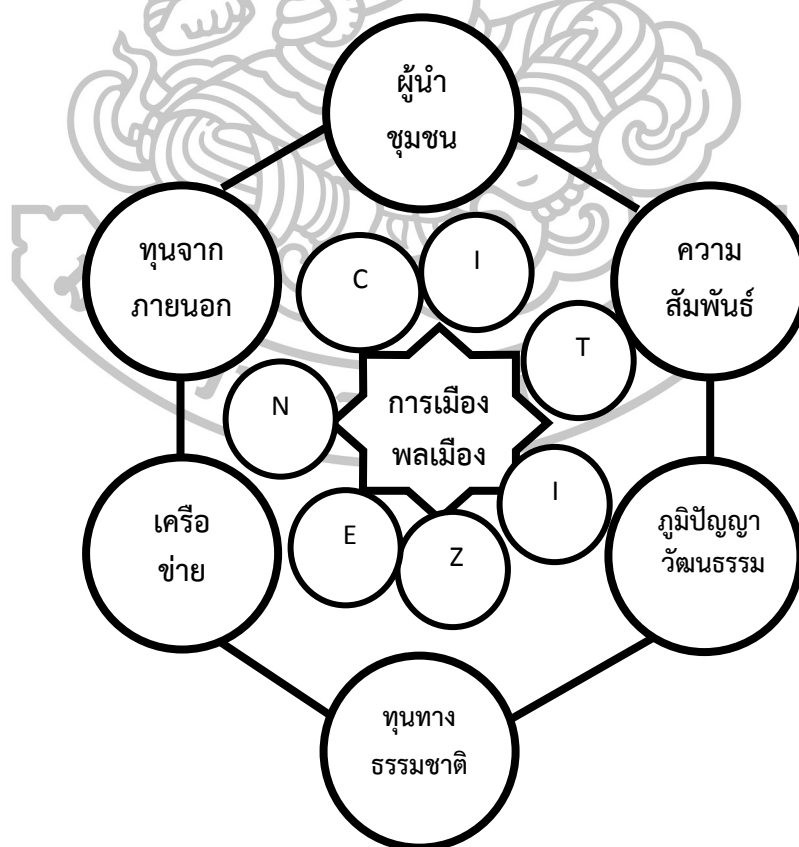 ผู้นำ
ชุมชน
ทุนจาก
ภายนอก
ความ
สัมพันธ์
C
I
T
N
การเมือง
พลเมือง
I
E
Z
เครือ
ข่าย
ภูมิปัญญา
วัฒนธรรม
ทุนทาง
ธรรมชาติ